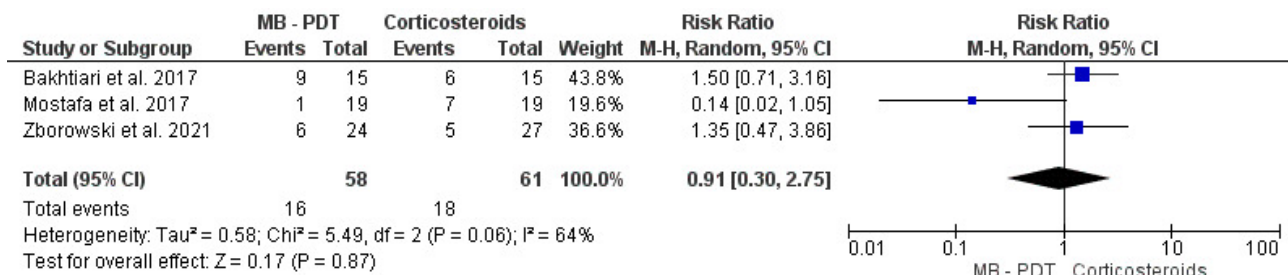 MB - PDT Corticosteroids Risk Ratio Risk Ratio
Study or Subgroup Events Total Events Total Weight M-H, Random, 95% CI M-H, Random, 95% CI
Bakhtiari et al. 2017 9 15 6 15 43.8% 1.50 [0.71, 3.16]
Mostafa et al. 2017 1 19 7 19 19.6% 0.14 [0.02, 1.05]
Zborowski et al. 2021 6 24 5 27 36.6% 1.35 [0.47, 3.86]
Total (95% CI) 58 61 100.0% 0.91 [0.30, 2.75]
Total events 16 18
Heterogeneity: Tau² = 0.58; Chi² = 5.49, df = 2 (P = 0.06); I² = 64%
Test for overall effect: Z = 0.17 (P = 0.87)
0.01 0.1 1 10 100
MB - PDT Corticosteroids